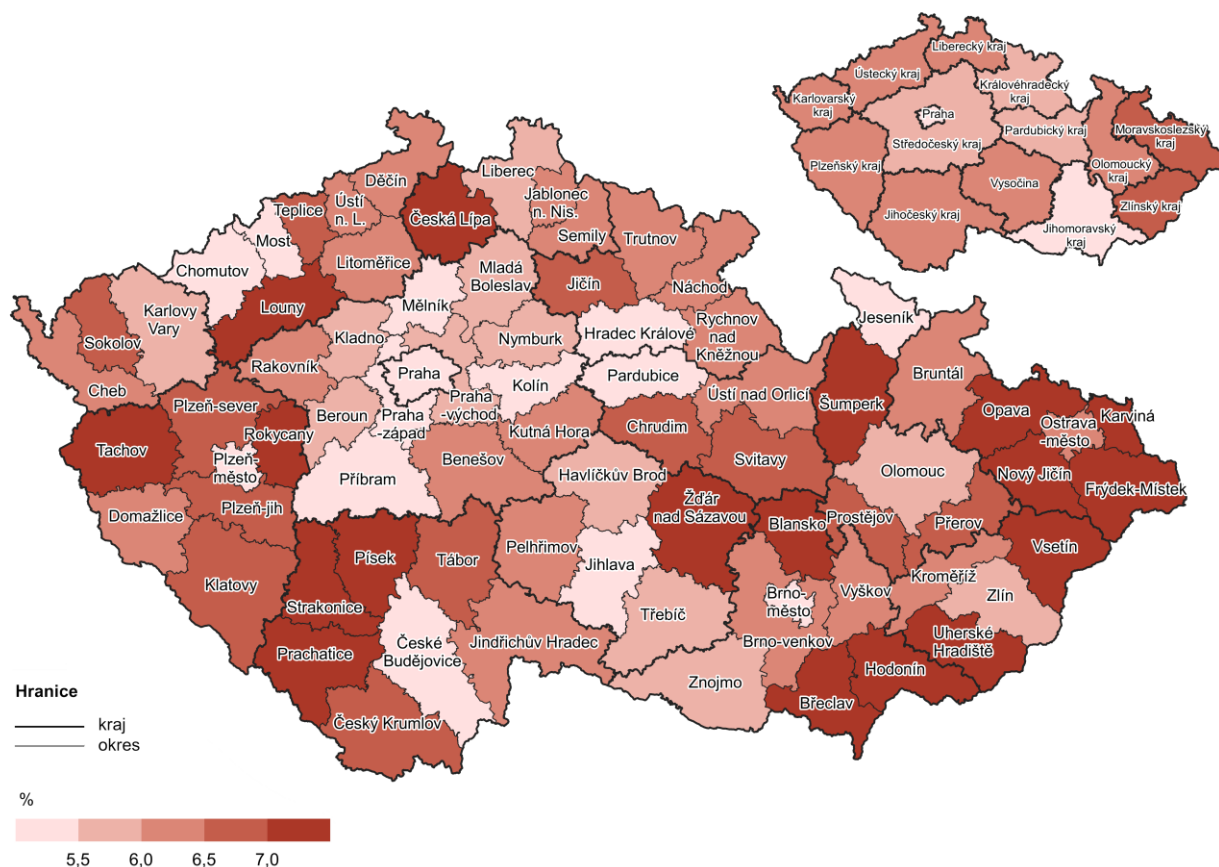 Liberecký kraj
Ústecký kraj
Karlovarský
kraj
Královéhradecký
kraj
Praha
Středočeský kraj
Pardubický kraj
Moravskoslezský
kraj
Plzeňský kraj
Olomoucký
kraj
Vysočina
Jihočeský kraj
Zlínský kraj
Jihomoravský
kraj
Děčín
Liberec
Ústí
n. L.
Jablonec
n. Nis.
Teplice
Česká Lípa
Semily
Trutnov
Most
Litoměřice
Chomutov
Mladá
Boleslav
Jičín
Náchod
Louny
Mělník
Karlovy
Vary
Sokolov
Kladno
Nymburk
Hradec Králové
Rychnov
nad
Kněžnou
Jeseník
Rakovník
Praha
Kolín
Pardubice
Cheb
Bruntál
Plzeň-sever
Beroun
Praha
-západ
Praha
-východ
Ústí nad Orlicí
Šumperk
Opava
Karviná
Tachov
Rokycany
Kutná Hora
Chrudim
Ostrava
-město
Plzeň-
město
Benešov
Svitavy
Olomouc
Nový Jičín
Příbram
Havlíčkův Brod
Frýdek-Místek
Plzeň-jih
Domažlice
Žďár
nad Sázavou
Blansko
Prostějov
Přerov
Vsetín
Písek
Tábor
Pelhřimov
Jihlava
Klatovy
Kroměříž
Strakonice
Brno-
město
Vyškov
Zlín
Třebíč
Prachatice
České
Budějovice
Jindřichův Hradec
Brno-venkov
Uherské
Hradiště
Hodonín
Znojmo
Břeclav
Český Krumlov
Hranice
kraj
okres
%
5,5 6,0 6,5 7,0